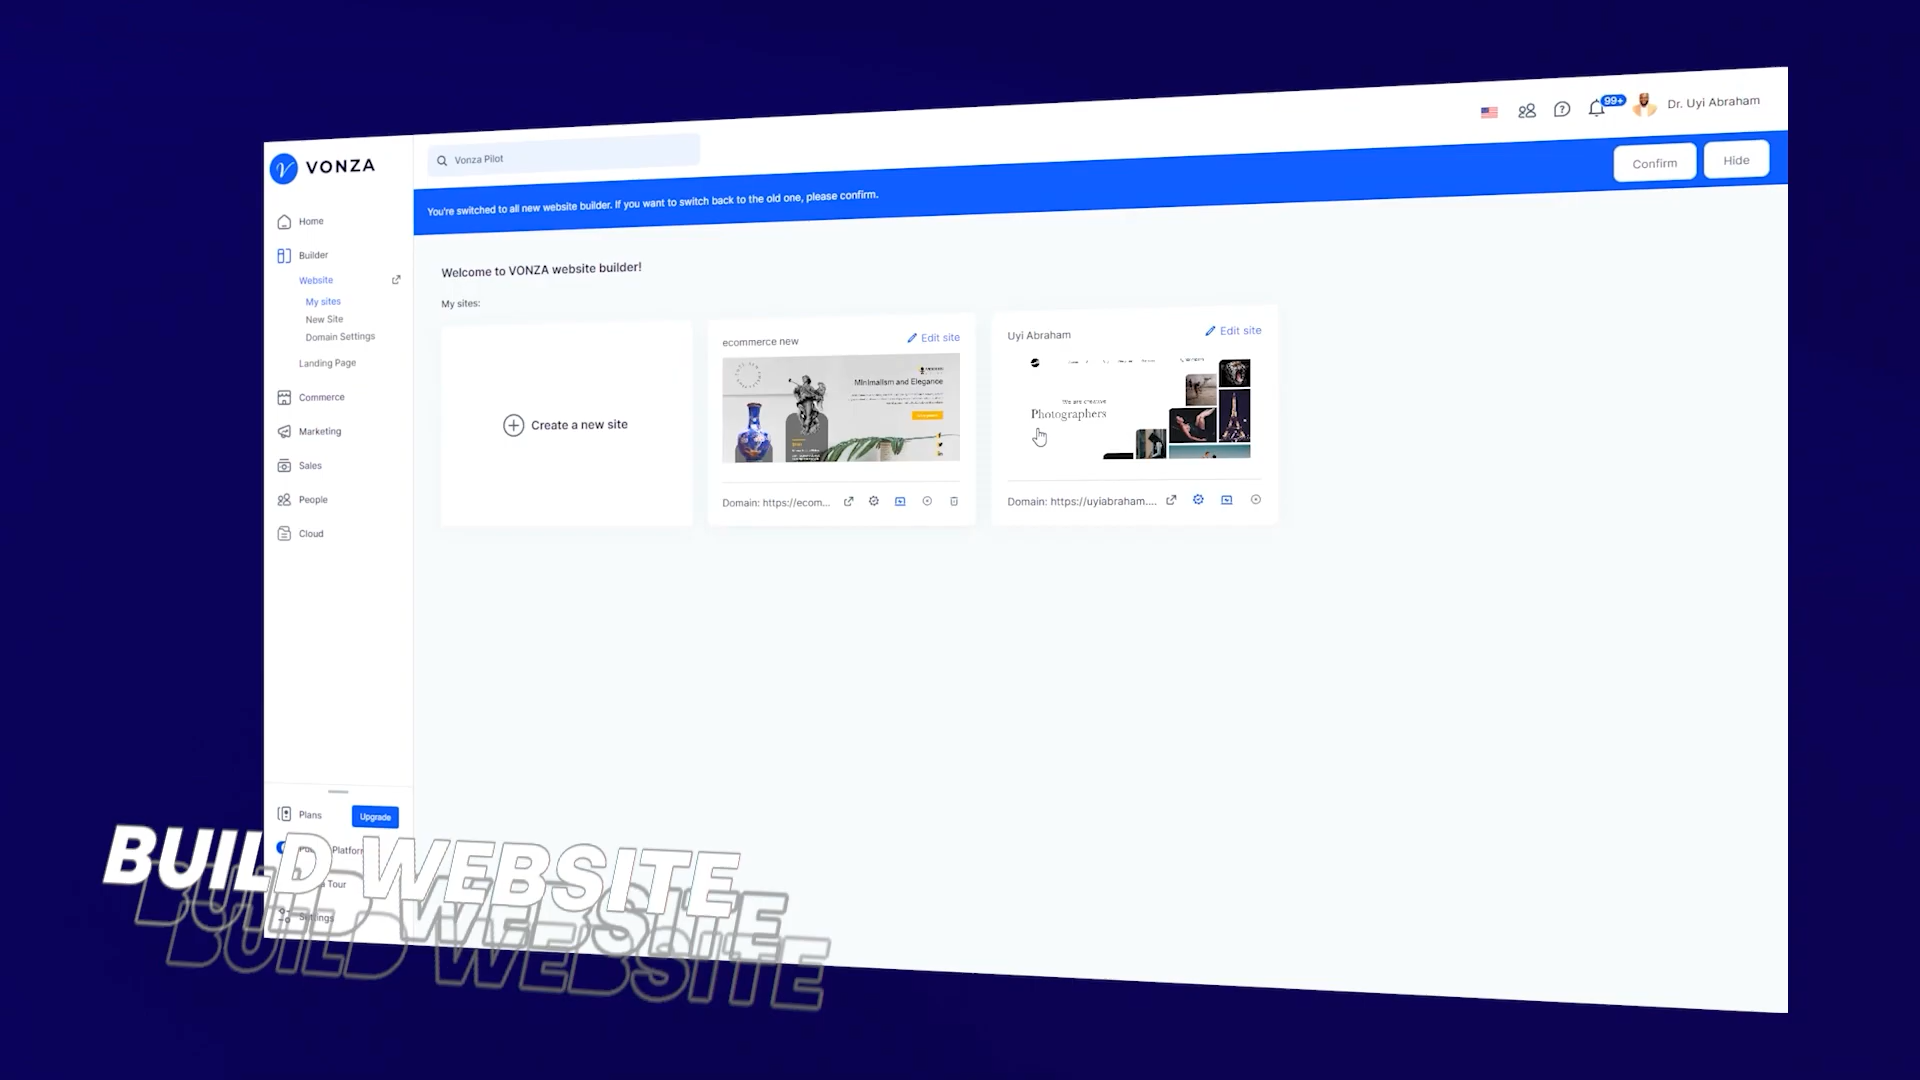 VONZA
Vonza Pilot
99+
Dr. Uyi Abraham
You're switched to all new website builder. If you want to switch back to the old one, please confirm.
Confirm
Hide
Home
Builder
Website
My sites
New Site
Domain Settings
Landing Page
Commerce
Marketing
Sales
People
Cloud
Welcome to VONZA website builder!
My sites:
Create a new site
ecommerce new
Edit site
Minimalism and Elegance
Domain: https://ecom...
Uyi Abraham
Edit site
We are creative
Photographers
Domain: https://uyiabraham....
Plans
Upgrade
Platform
Tour
Settings
BUILD WEBSITE
BUILD WEBSITE
BUILD WEBSITE